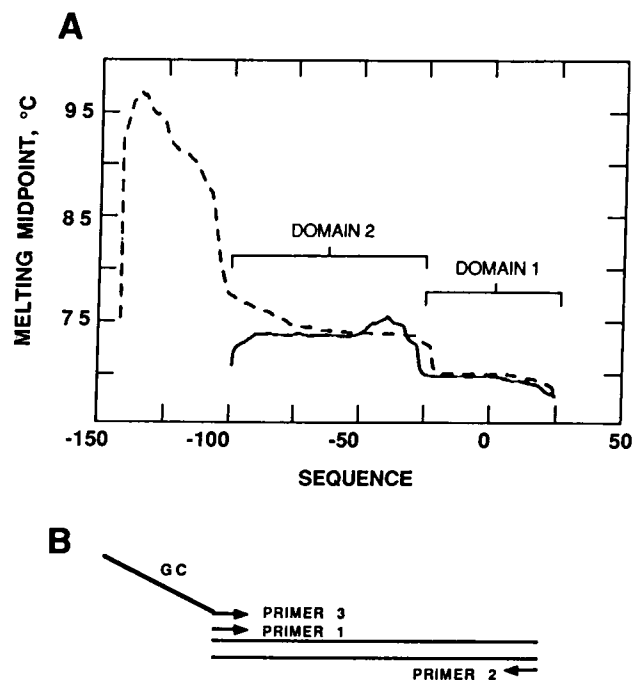 A
MELTING MIDPOINT, °C
95
85
75
DOMAIN 2
DOMAIN 1
-150
-100
-50
0
50
SEQUENCE
B
GC
PRIMER 3
PRIMER 1
PRIMER 2